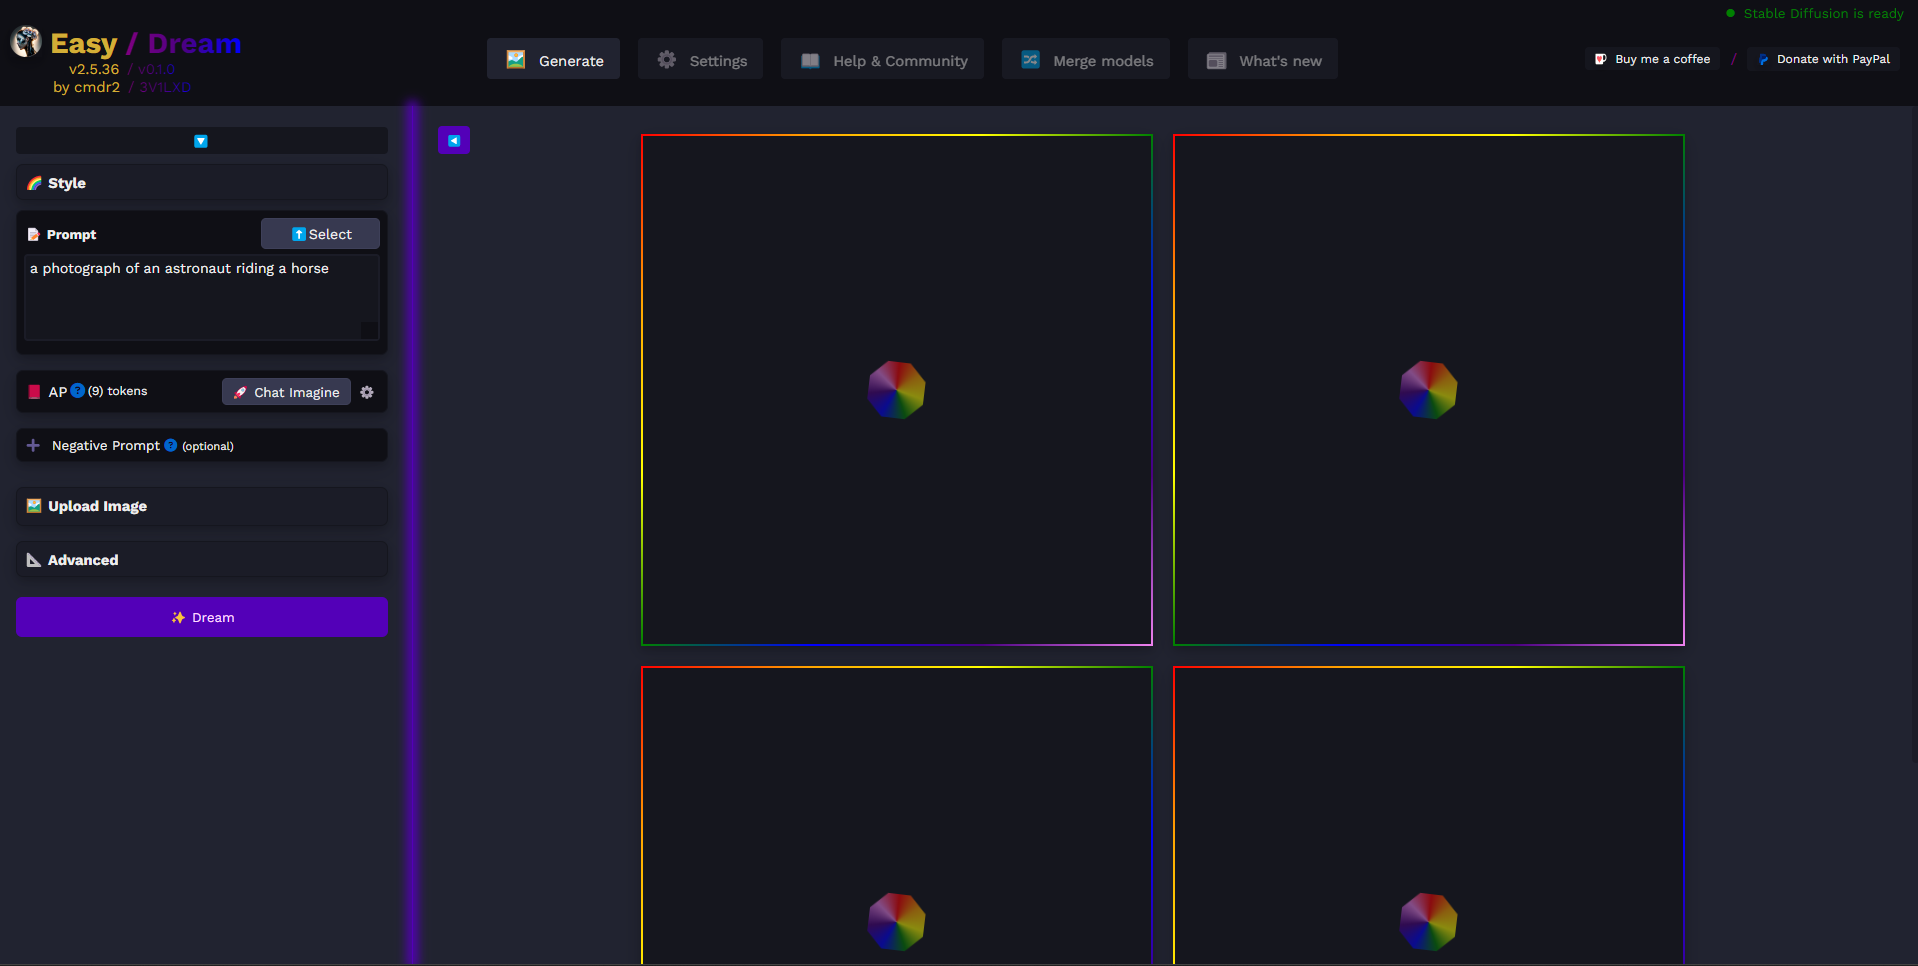 Stable Diffusion is ready
Easy / Dream
v2.5.36 / v0.1.0
by cmdr2 / 3V1LXD
Generate
Settings
Help & Community
Merge models
What's new
Buy me a coffee / Donate with PayPal
Style
Prompt
Select
a photograph of an astronaut riding a horse
AP ? (9) tokens
Chat Imagine
Negative Prompt ? (optional)
Upload Image
Advanced
Dream